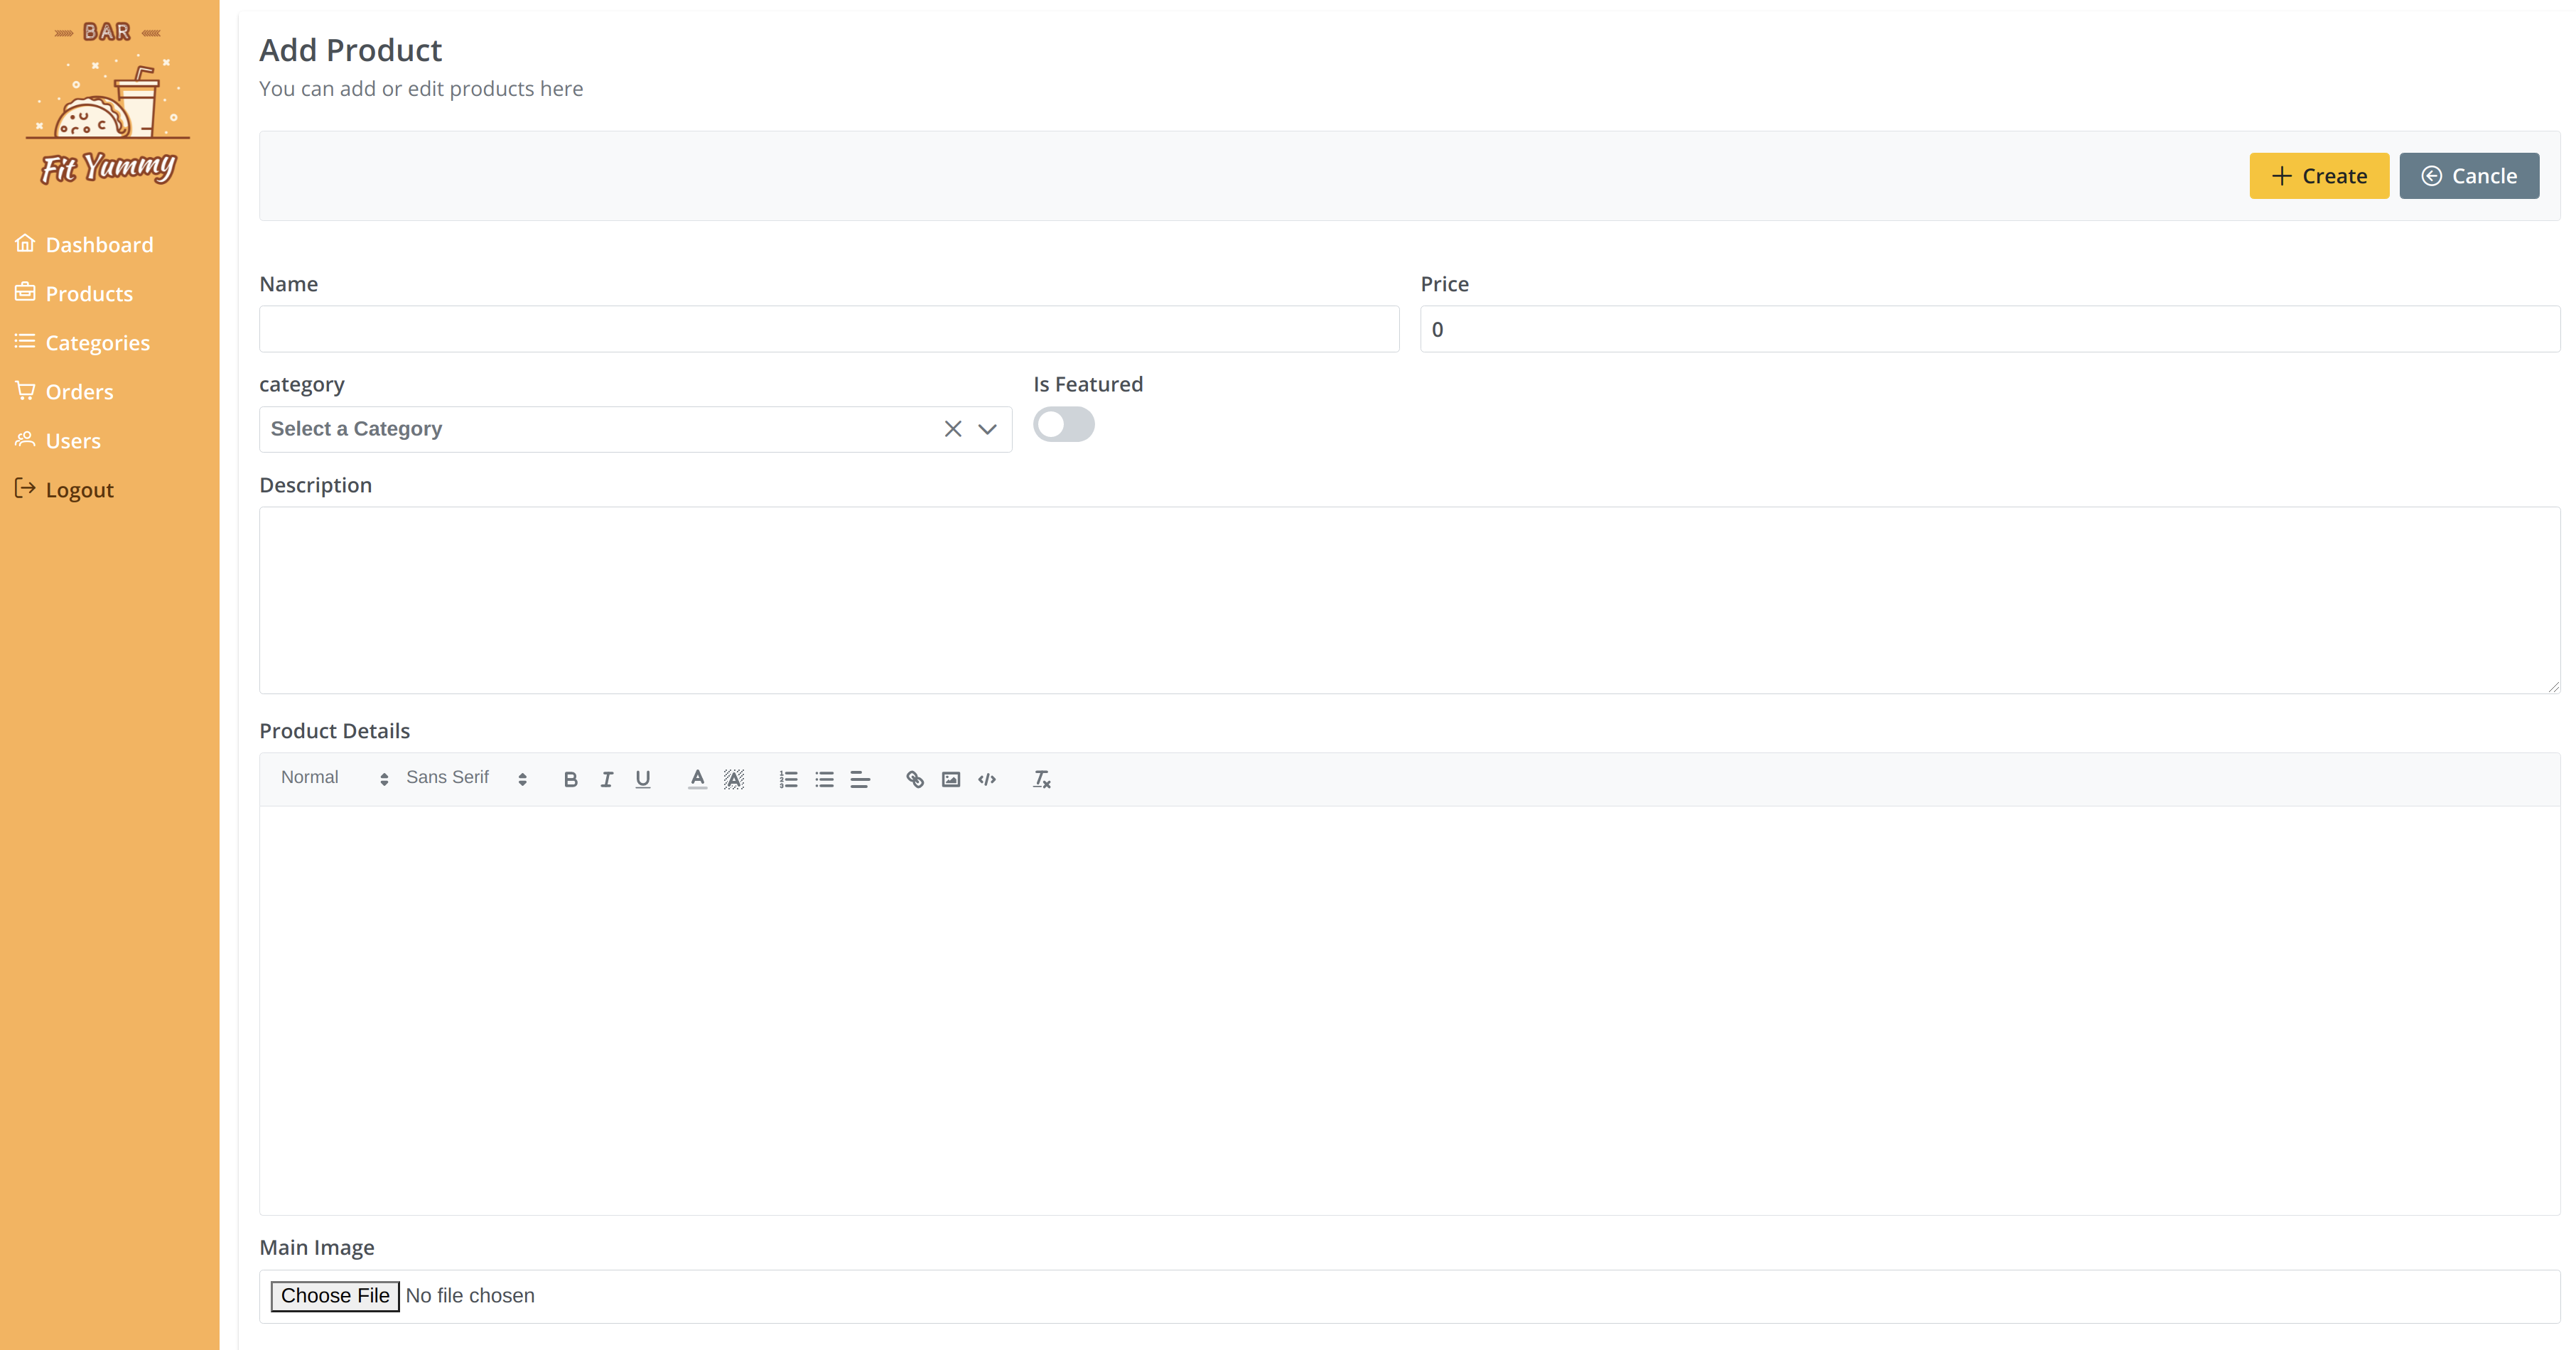 BAR
Fit Yummy
Dashboard
Products
Categories
Orders
Users
Logout
Add Product
You can add or edit products here
Create
Cancle
Name
Price
0
category
Is Featured
Select a Category
Description
Product Details
Normal
Sans Serif
Main Image
Choose File No file chosen